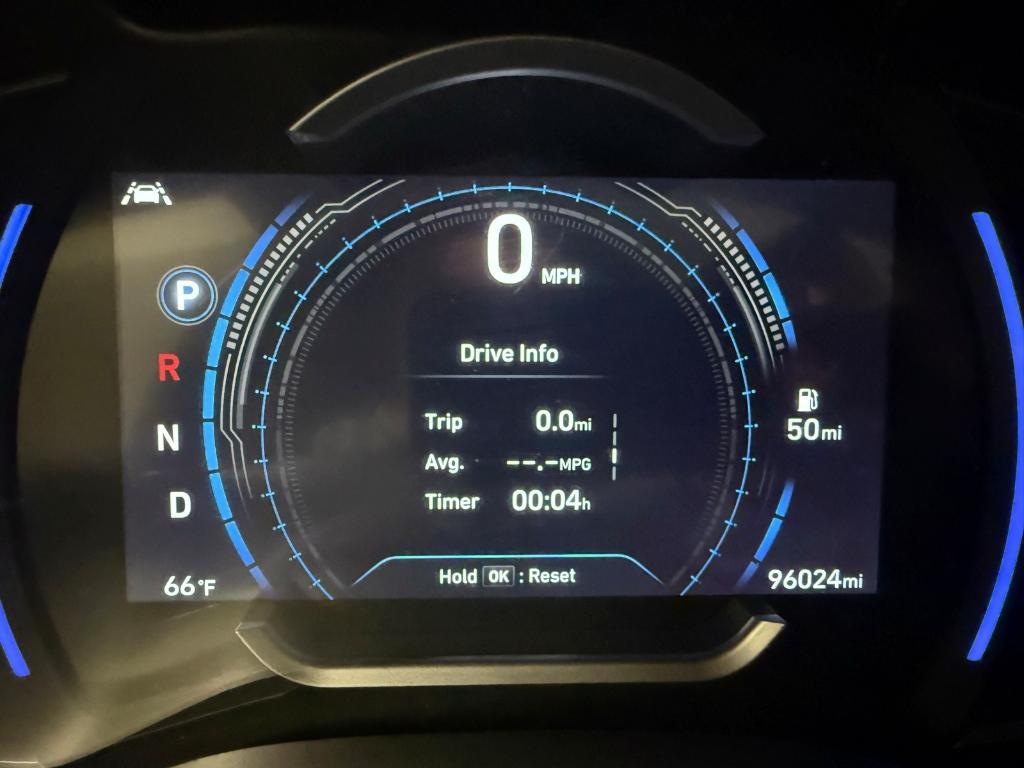 0 MPH
P
R
N
D
Drive Info
Trip 0.0mi
Avg. --.-MPG
Timer 00:04h
50mi
Hold OK : Reset
66°F
96024mi